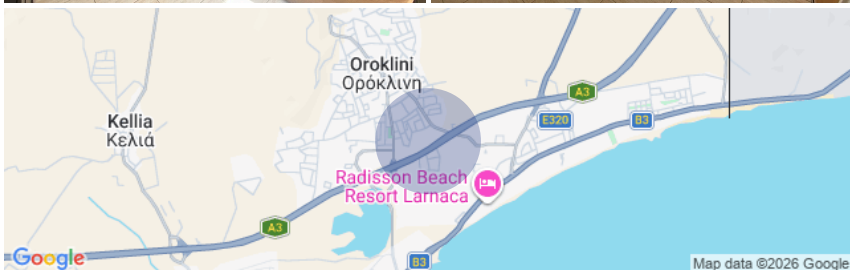 Oroklini
Ορόκλινη
Kellia
Κελιά
A3
E320
B3
Radisson Beach
Resort Larnaca
A3
B3
Google
Map data ©2026 Google